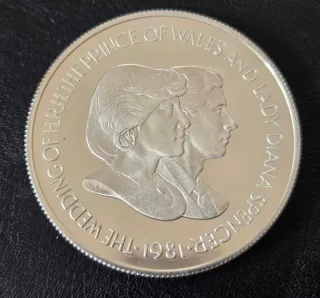 ·THE WEDDING OF H.R.H. THE PRINCE OF WALES AND LADY DIANA SPENCER·
1981